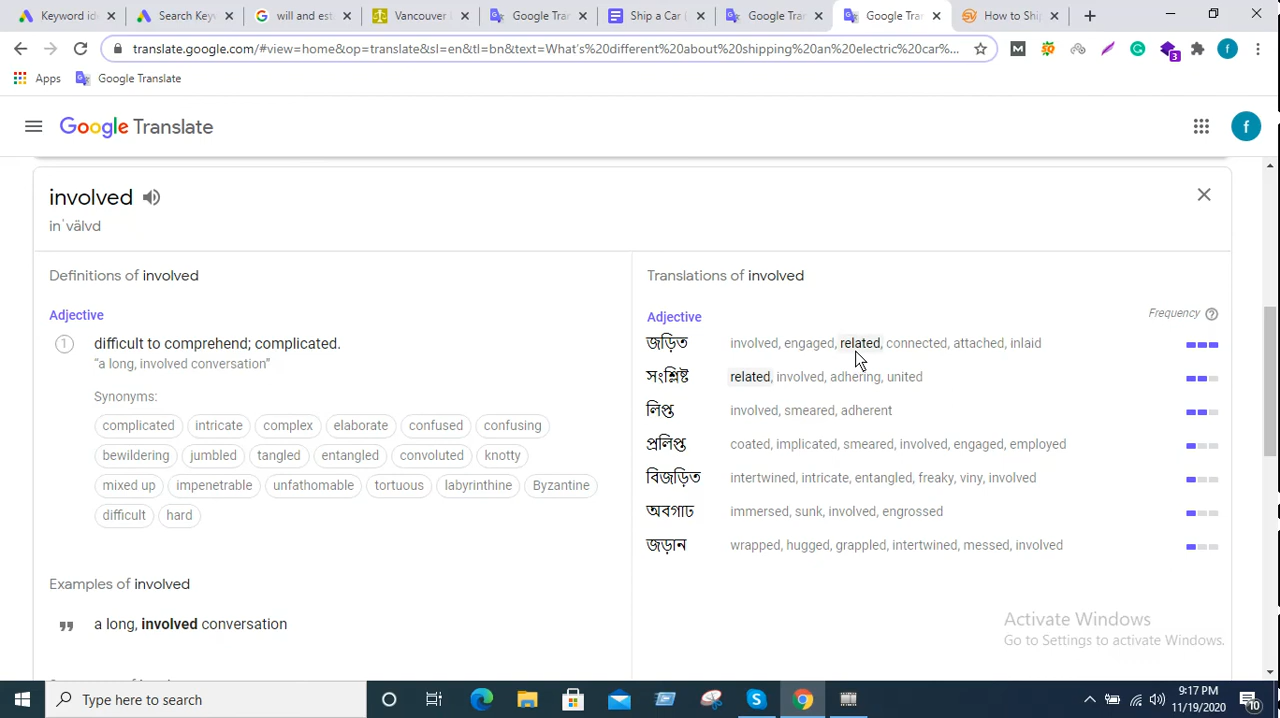 Keyword ide
Search Key
will and est
Vancouver
Google Tra
Ship a Car
Google Tra
Google Tra
How to Shi
translate.google.com/#view=home&op=translate&sl=en&tl=bn&text=What's%20different%20about%20shipping%20an%20electric%20car%...
3
f
Apps
Google Translate
Google Translate
f
involved
inˈvälvd
Definitions of involved
Translations of involved
Adjective
Adjective
Frequency
1 difficult to comprehend; complicated.
"a long, involved conversation"
Synonyms:
complicated intricate complex elaborate confused confusing
bewildering jumbled tangled entangled convoluted knotty
mixed up impenetrable unfathomable tortuous labyrinthine Byzantine
difficult hard
Examples of involved
a long, involved conversation
জড়িত involved, engaged, related, connected, attached, inlaid
সংশ্লিষ্ট related, involved, adhering, united
লিপ্ত involved, smeared, adherent
প্রলিপ্ত coated, implicated, smeared, involved, engaged, employed
বিজড়িত intertwined, intricate, entangled, freaky, viny, involved
অবগাঢ় immersed, sunk, involved, engrossed
জড়ান wrapped, hugged, grappled, intertwined, messed, involved
Activate Windows
Go to Settings to activate Windows.
Type here to search
9:17 PM
11/19/2020
10